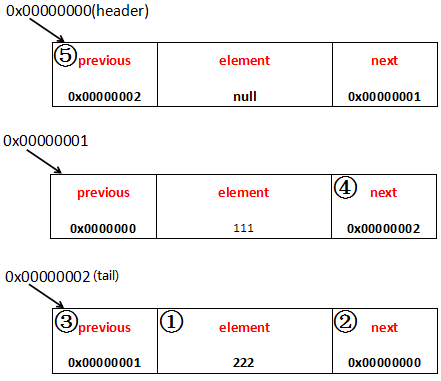 0x00000000(header)
⑤ previous element next
0x00000002 null 0x00000001
0x00000001
previous element ④ next
0x0000000 111 0x00000002
0x00000002 (tail)
③ previous ① element ② next
0x00000001 222 0x00000000